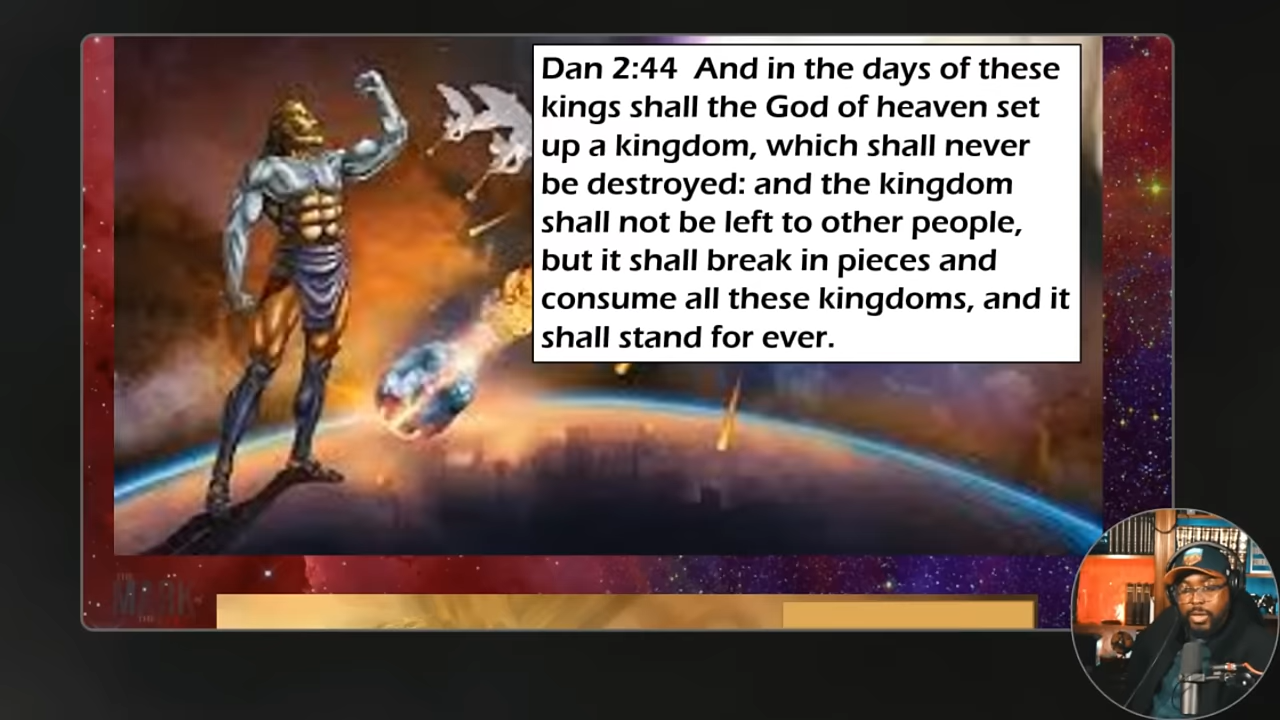 Dan 2:44 And in the days of these
kings shall the God of heaven set
up a kingdom, which shall never
be destroyed: and the kingdom
shall not be left to other people,
but it shall break in pieces and
consume all these kingdoms, and it
shall stand for ever.
THE
MARK